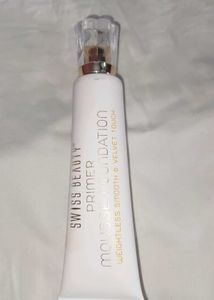 SWISS BEAUTY
PRIMER
MOUSSE FOUNDATION
WEIGHTLESS SMOOTH & VELVET TOUCH